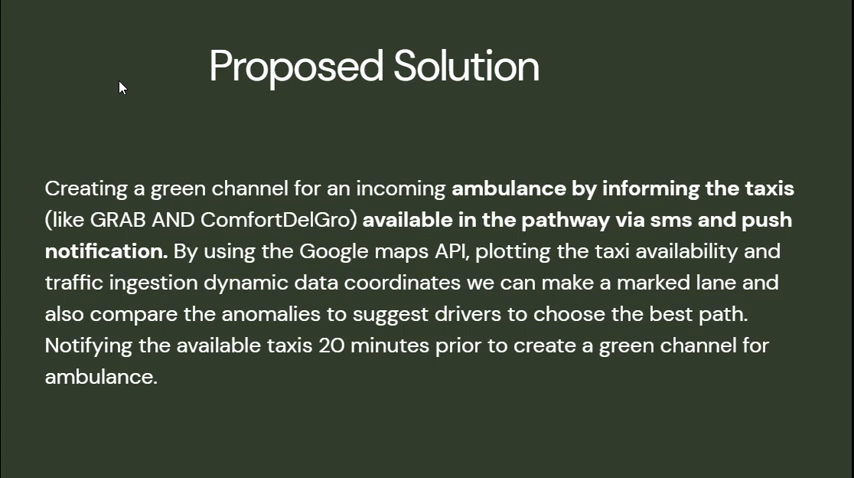 Proposed Solution
Creating a green channel for an incoming ambulance by informing the taxis
(like GRAB AND ComfortDelGro) available in the pathway via sms and push
notification. By using the Google maps API, plotting the taxi availability and
traffic ingestion dynamic data coordinates we can make a marked lane and
also compare the anomalies to suggest drivers to choose the best path.
Notifying the available taxis 20 minutes prior to create a green channel for
ambulance.